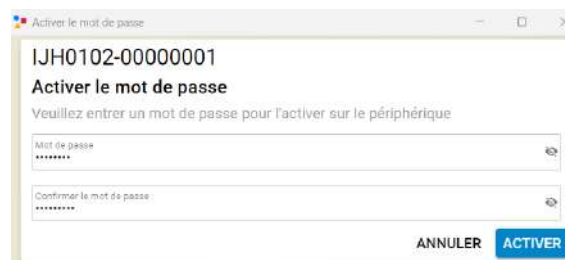 Activer le mot de passe
IJH0102-00000001
Activer le mot de passe
Veuillez entrer un mot de passe pour l'activer sur le périphérique
Mot de passe
••••••••
Confirmer le mot de passe
•••••••••
ANNULER ACTIVER